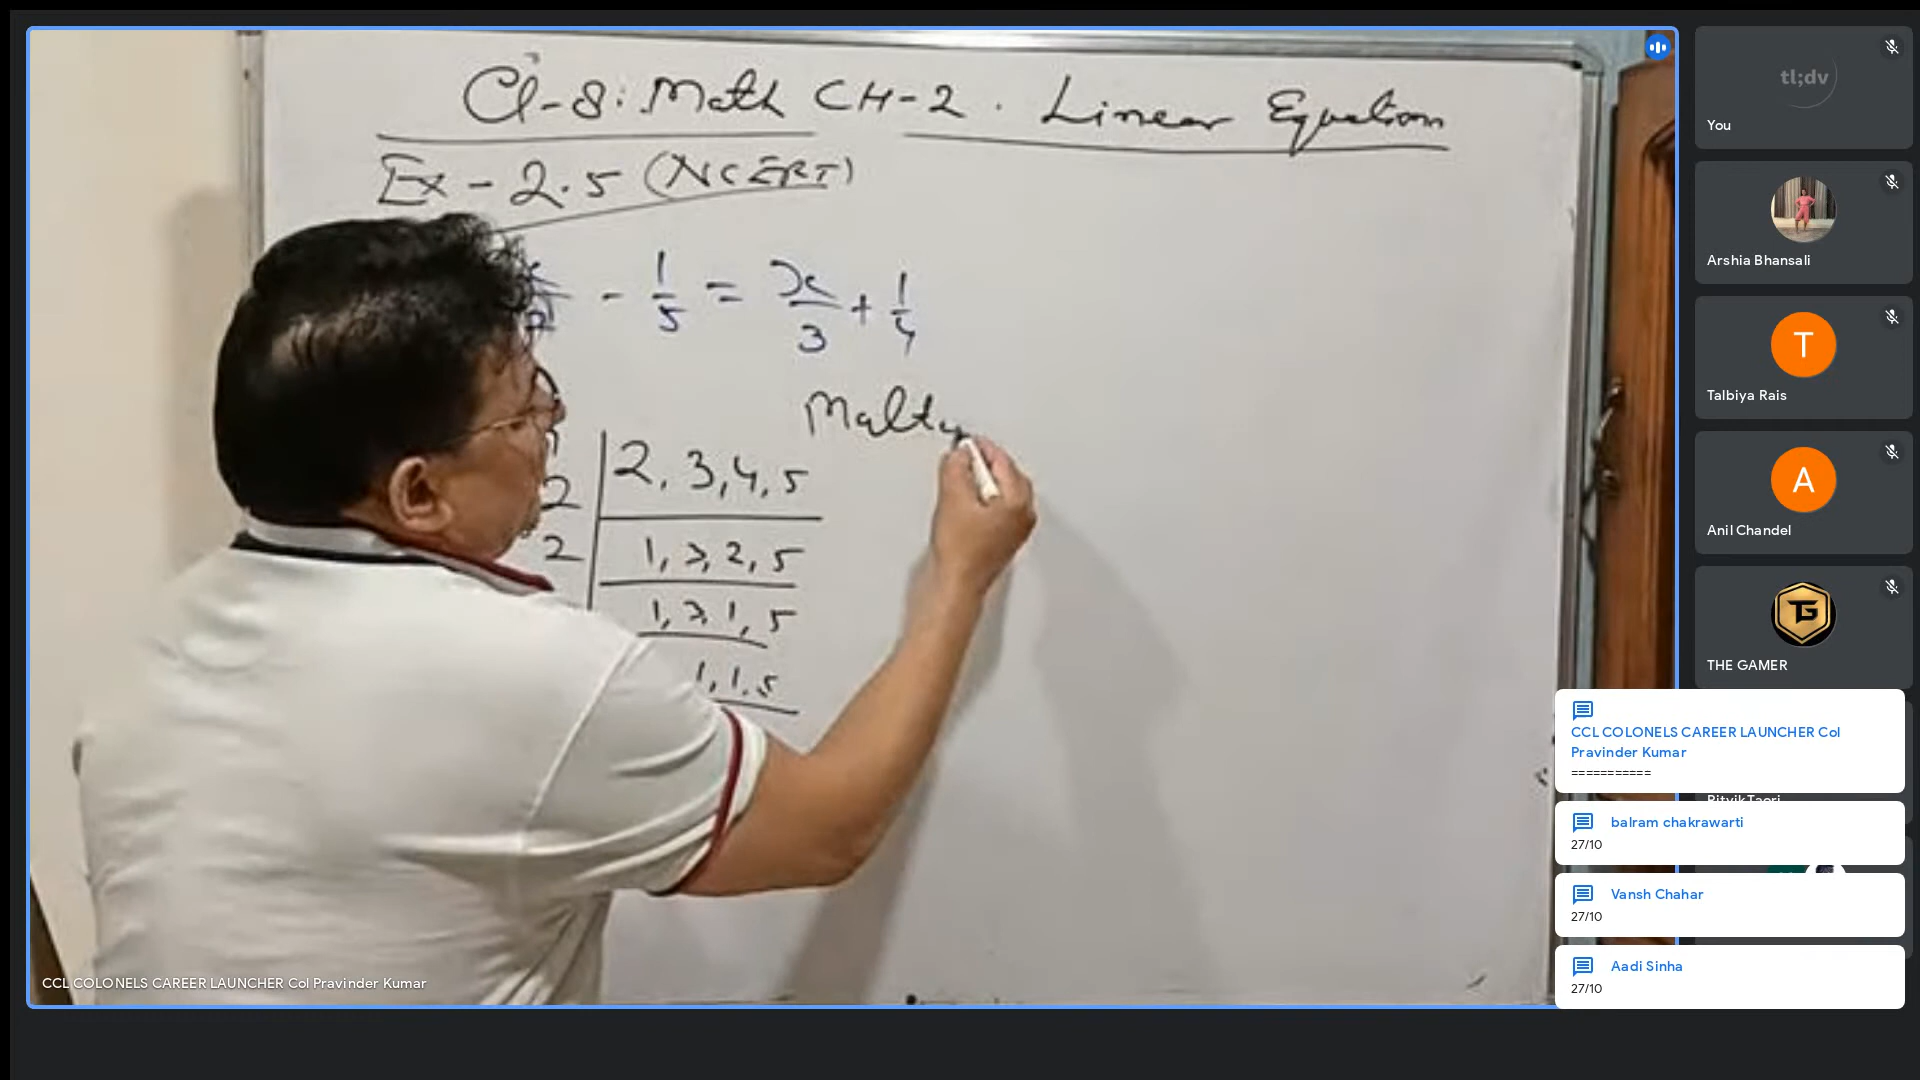 Cl-8: Math CH-2. Linear Equation
Ex-2.5 (NCERT)
- 1/5 = x/3 + 1/4
2 2, 3, 4, 5
2 1, 3, 2, 5
1, 3, 1, 5
1, 1, 5
CCL COLONELS CAREER LAUNCHER Col Pravinder Kumar
tl;dv
You
Arshia Bhansali
T
Talbiya Rais
A
Anil Chandel
TG
THE GAMER
CCL COLONELS CAREER LAUNCHER Col
Pravinder Kumar
===========
balram chakrawarti
27/10
Vansh Chahar
27/10
Aadi Sinha
27/10